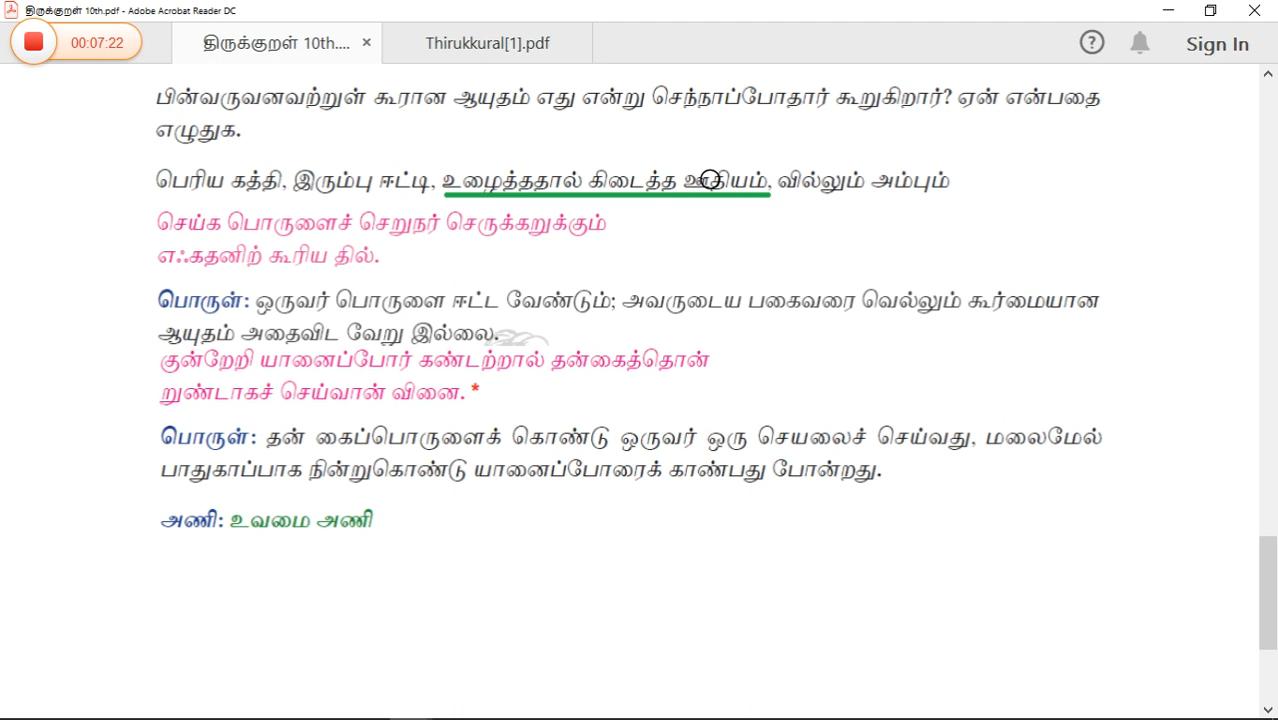 திருக்குறள் 10th.pdf - Adobe Acrobat Reader DC
00:07:22
திருக்குறள் 10th....
Thirukkural[1].pdf
Sign In
பின்வருவனவற்றுள் கூரான ஆயுதம் எது என்று செந்நாப்போதார் கூறுகிறார்? ஏன் என்பதை
எழுதுக.
பெரிய கத்தி, இரும்பு ஈட்டி, உழைத்ததால் கிடைத்த ஊதியம், வில்லும் அம்பும்
செய்க பொருளைச் செறுநர் செருக்கறுக்கும்
எஃகதனிற் கூரிய தில்.
பொருள்: ஒருவர் பொருளை ஈட்ட வேண்டும்; அவருடைய பகைவரை வெல்லும் கூர்மையான
ஆயுதம் அதைவிட வேறு இல்லை.
குன்றேறி யானைப்போர் கண்டற்றால் தன்கைத்தொன்
றுண்டாகச் செய்வான் வினை. *
பொருள்: தன் கைப்பொருளைக் கொண்டு ஒருவர் ஒரு செயலைச் செய்வது, மலைமேல்
பாதுகாப்பாக நின்றுகொண்டு யானைப்போரைக் காண்பது போன்றது.
அணி: உவமை அணி